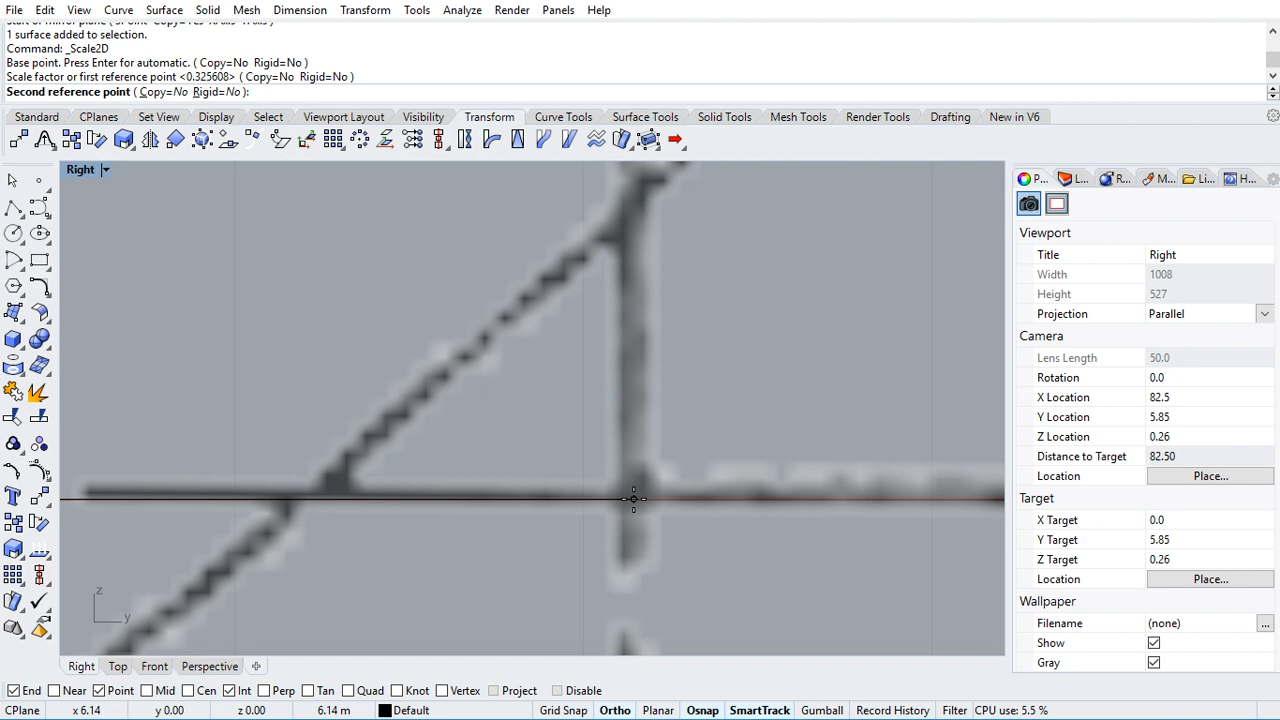 File Edit View Curve Surface Solid Mesh Dimension Transform Tools Analyze Render Panels Help
1 surface added to selection.
Command: _Scale2D
Base point. Press Enter for automatic. ( Copy=No Rigid=No )
Scale factor or first reference point <0.325608> ( Copy=No Rigid=No )
Second reference point ( Copy=No Rigid=No ):
Standard CPlanes Set View Display Select Viewport Layout Visibility Transform Curve Tools Surface Tools Solid Tools Mesh Tools Render Tools Drafting New in V6
Right
P... L... R... M... Li... H...
Viewport
Title Right
Width 1008
Height 527
Projection Parallel
Camera
Lens Length 50.0
Rotation 0.0
X Location 82.5
Y Location 5.85
Z Location 0.26
Distance to Target 82.50
Location Place...
Target
X Target 0.0
Y Target 5.85
Z Target 0.26
Location Place...
Wallpaper
Filename (none) ...
Show
Gray
z
y
Right Top Front Perspective
End Near Point Mid Cen Int Perp Tan Quad Knot Vertex Project Disable
CPlane x 6.14 y 0.00 z 0.00 6.14 m Default Grid Snap Ortho Planar Osnap SmartTrack Gumball Record History Filter CPU use: 5.5 %